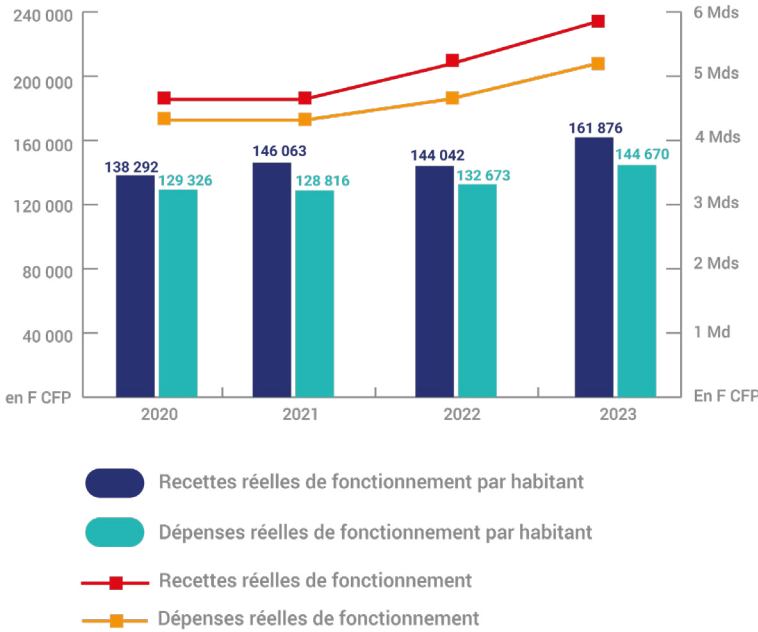 240 000
6 Mds
200 000
5 Mds
160 000
4 Mds
120 000
3 Mds
80 000
2 Mds
40 000
1 Md
en F CFP
En F CFP
138 292
129 326
146 063
128 816
144 042
132 673
161 876
144 670
2020
2021
2022
2023
Recettes réelles de fonctionnement par habitant
Dépenses réelles de fonctionnement par habitant
Recettes réelles de fonctionnement
Dépenses réelles de fonctionnement